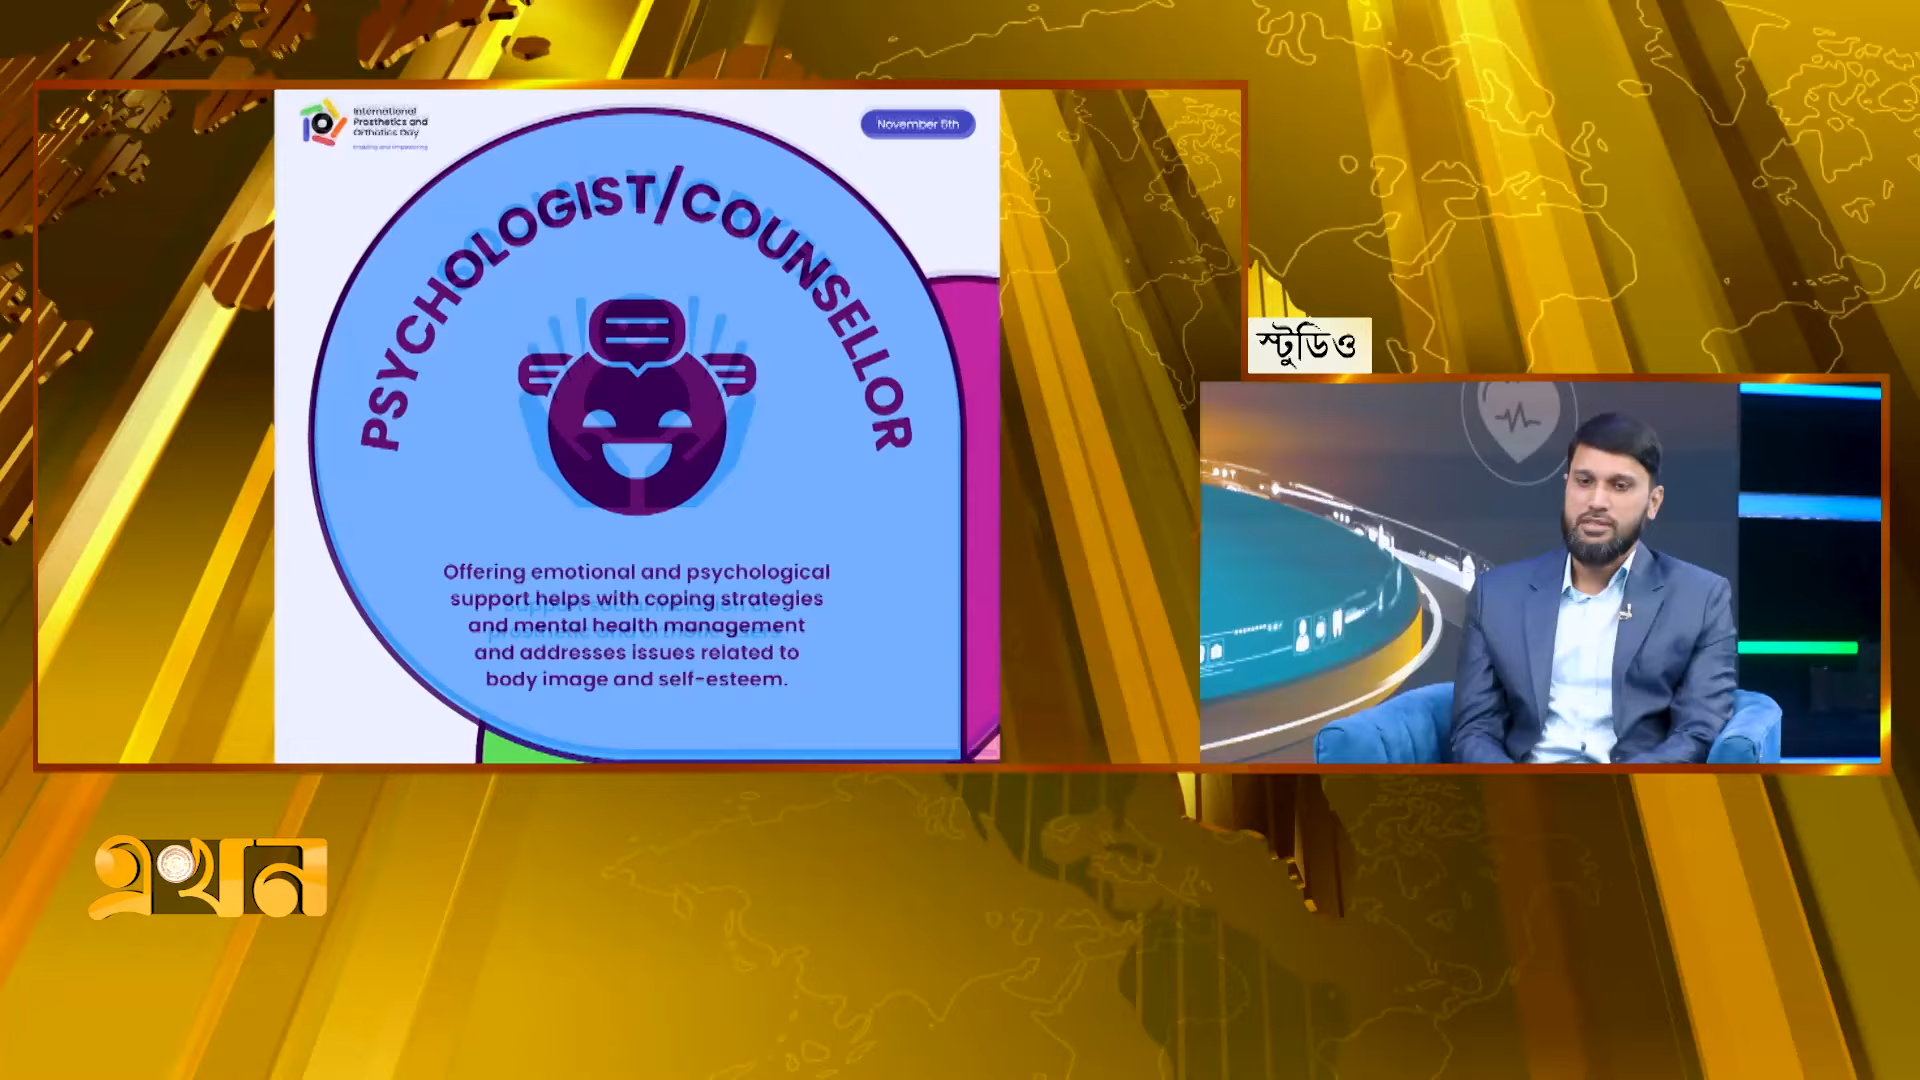 International
Prosthetics and
Orthotics Day
November 5th
PSYCHOLOGIST/COUNSELLOR
Offering emotional and psychological
support helps with coping strategies
and mental health management
and addresses issues related to
body image and self-esteem.
স্টুডিও
এখন